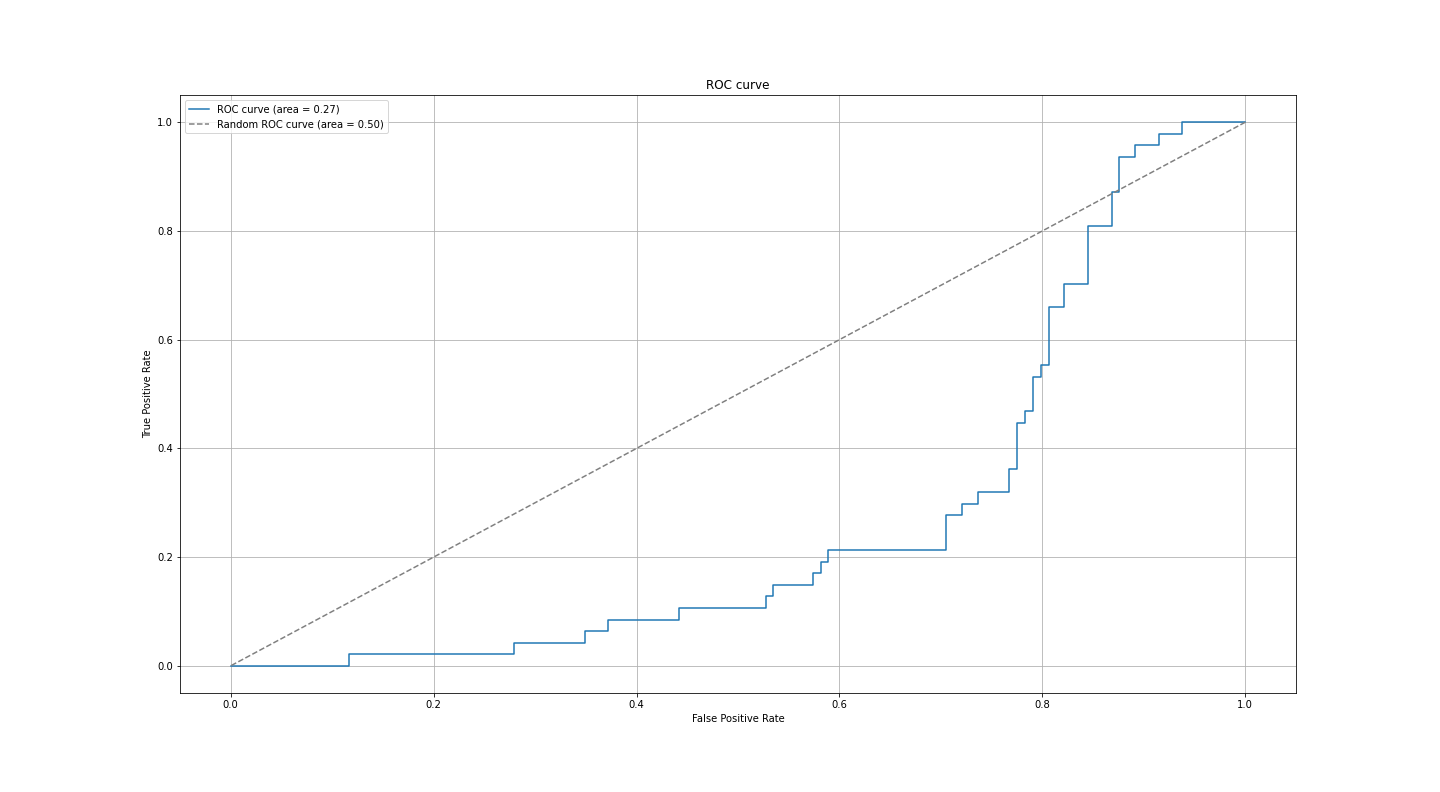 ROC curve
ROC curve (area = 0.27)
Random ROC curve (area = 0.50)
1.0
0.8
0.6
0.4
0.2
0.0
True Positive Rate
0.0 0.2 0.4 0.6 0.8 1.0
False Positive Rate